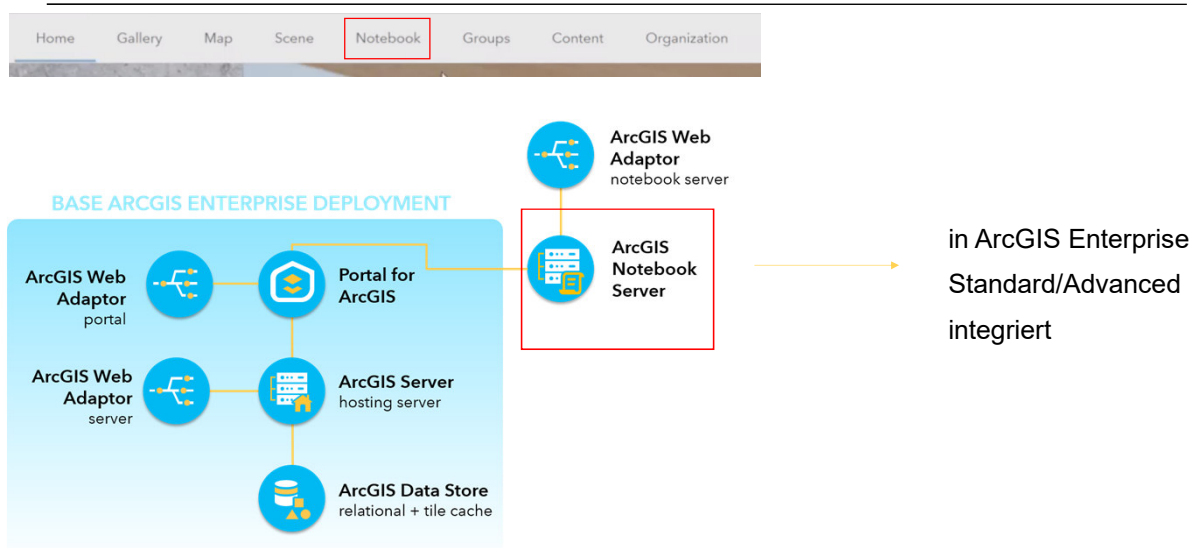 Home Gallery Map Scene Notebook Groups Content Organization
ArcGIS Web
Adaptor
notebook server
BASE ARCGIS ENTERPRISE DEPLOYMENT
ArcGIS Web
Adaptor
portal
Portal for
ArcGIS
ArcGIS
Notebook
Server
in ArcGIS Enterprise
Standard/Advanced
integriert
ArcGIS Web
Adaptor
server
ArcGIS Server
hosting server
ArcGIS Data Store
relational + tile cache